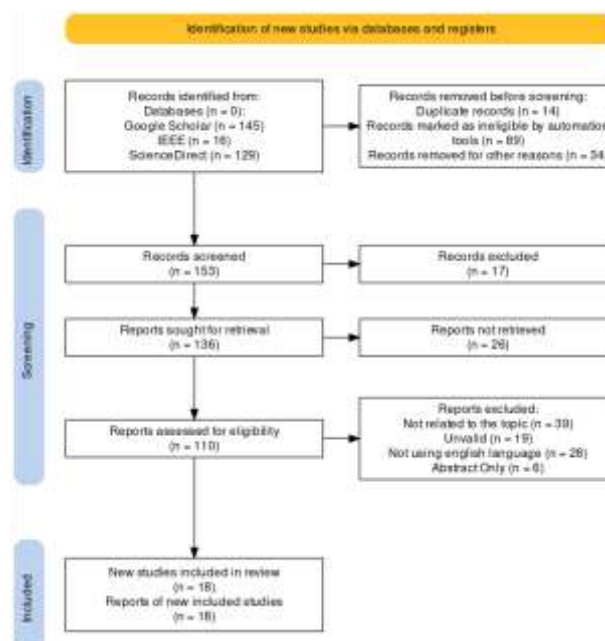 Identification of new studies via databases and registers
Identification
Records identified from:
Databases (n = 0):
Google Scholar (n = 145)
IEEE (n = 16)
ScienceDirect (n = 129)
Records removed before screening:
Duplicate records (n = 14)
Records marked as ineligible by automation
tools (n = 89)
Records removed for other reasons (n = 34)
Screening
Records screened
(n = 153)
Records excluded
(n = 17)
Reports sought for retrieval
(n = 136)
Reports not retrieved
(n = 26)
Reports assessed for eligibility
(n = 110)
Reports excluded:
Not related to the topic (n = 39)
Unvalid (n = 19)
Not using english language (n = 28)
Abstract Only (n = 6)
Included
New studies included in review
(n = 18)
Reports of new included studies
(n = 18)